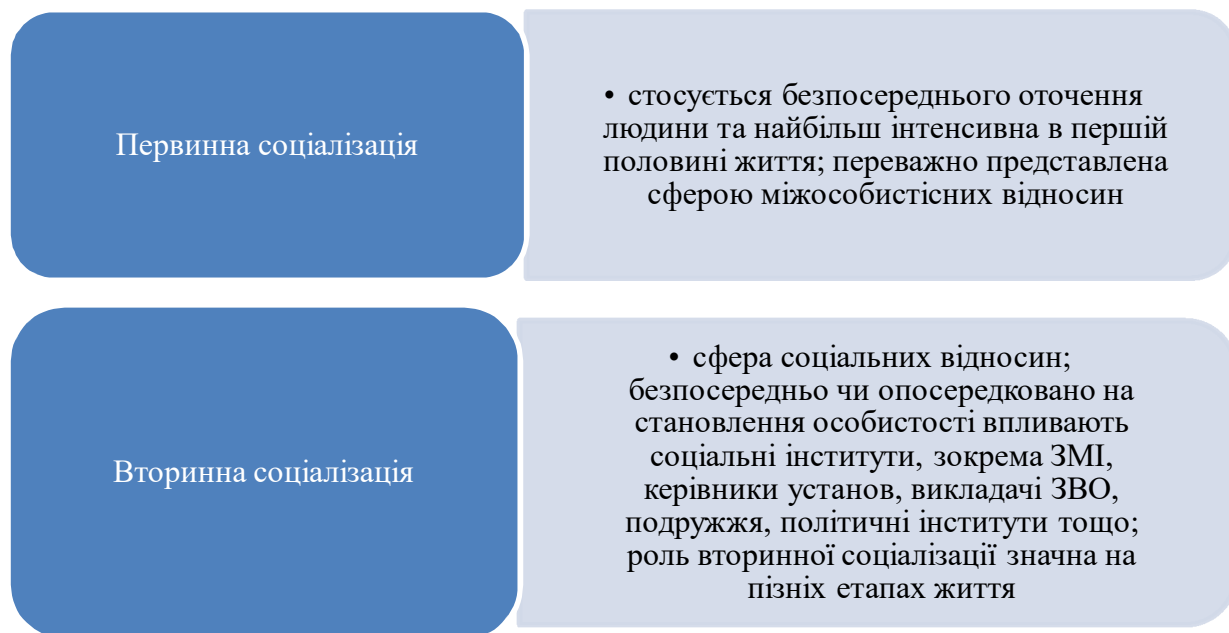 Первинна соціалізація
• стосується безпосереднього оточення
людини та найбільш інтенсивна в першій
половині життя; переважно представлена
сферою міжособистісних відносин
Вторинна соціалізація
• сфера соціальних відносин;
безпосередньо чи опосередковано на
становлення особистості впливають
соціальні інститути, зокрема ЗМІ,
керівники установ, викладачі ЗВО,
подружжя, політичні інститути тощо;
роль вторинної соціалізації значна на
пізніх етапах життя